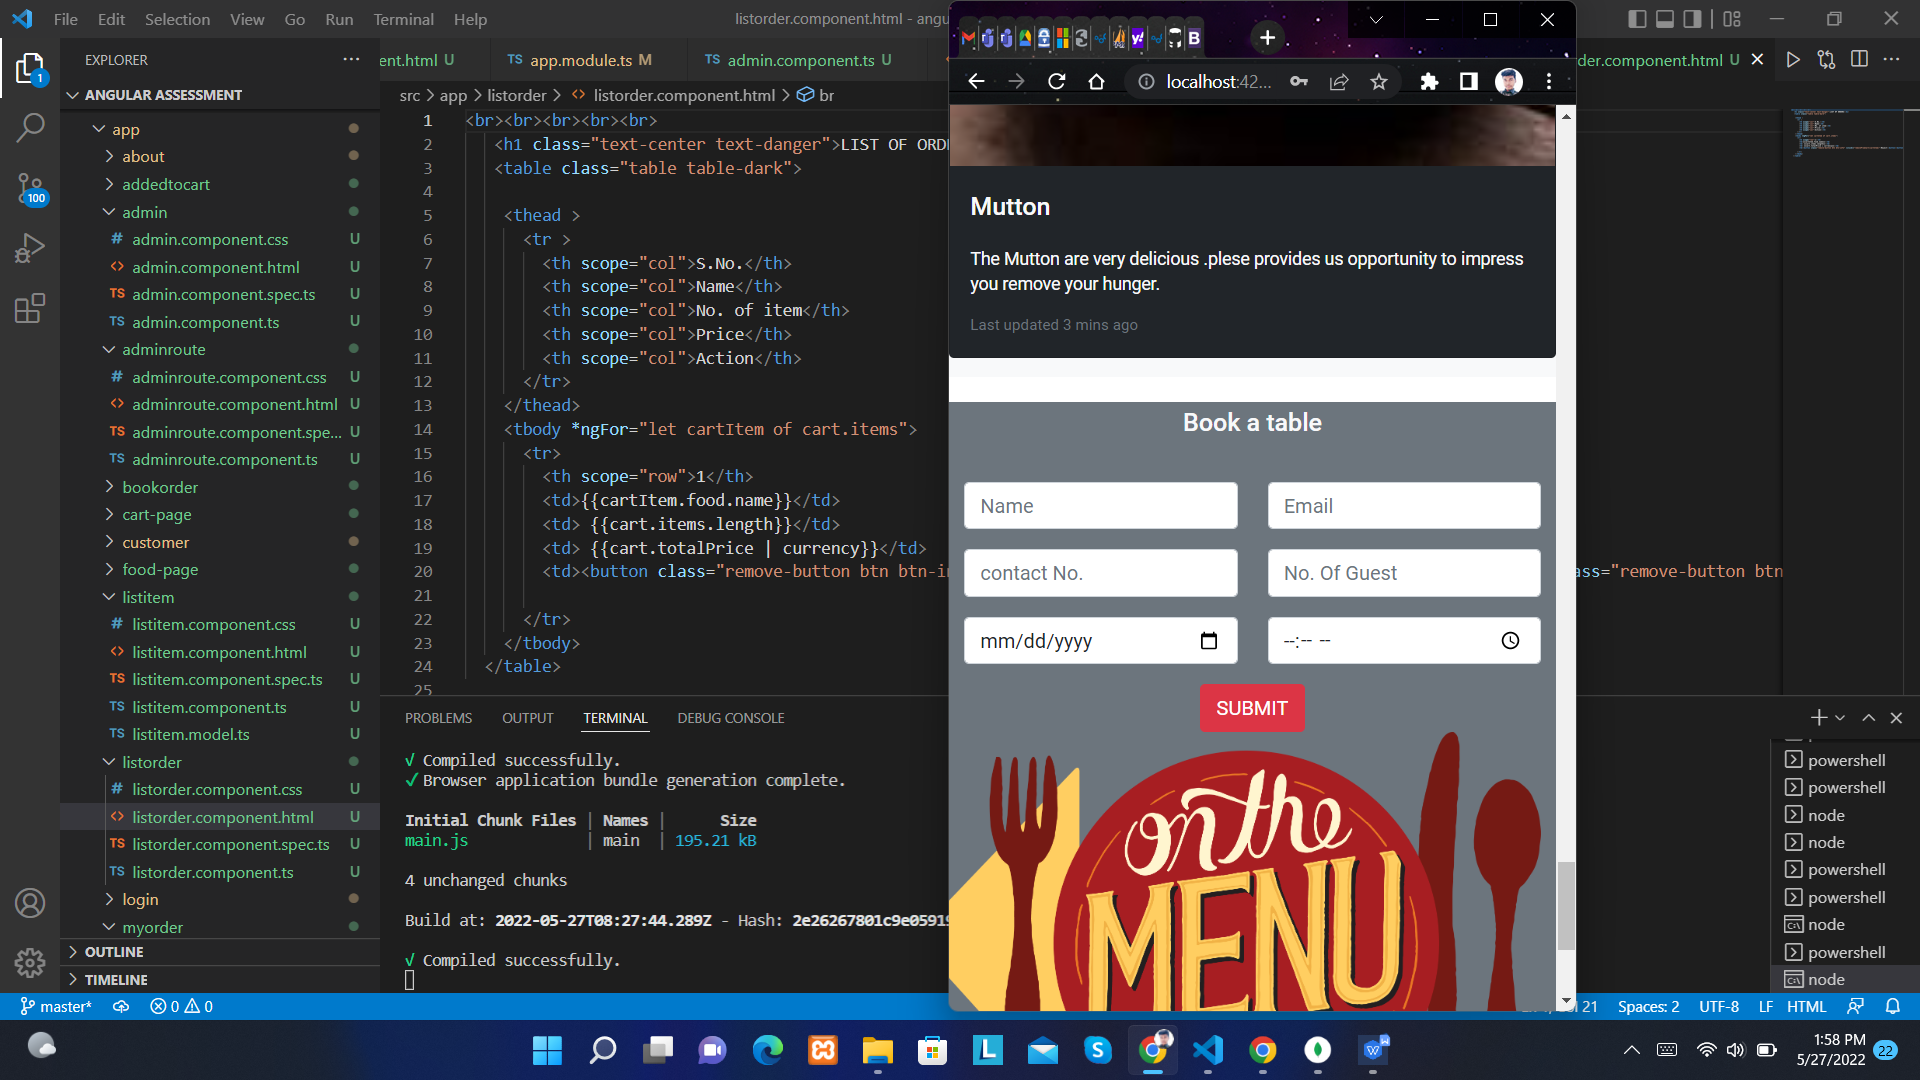 File Edit Selection View Go Run Terminal Help
listorder.component.html - angu
EXPLORER
ANGULAR ASSESSMENT
app
about
addedtocart
admin
admin.component.css U
admin.component.html U
admin.component.spec.ts U
admin.component.ts U
adminroute
adminroute.component.css U
adminroute.component.html U
adminroute.component.spe... U
adminroute.component.ts U
bookorder
cart-page
customer
food-page
listitem
listitem.component.css U
listitem.component.html U
listitem.component.spec.ts U
listitem.component.ts U
listitem.model.ts U
listorder
listorder.component.css U
listorder.component.html U
listorder.component.spec.ts U
listorder.component.ts U
login
myorder
OUTLINE
TIMELINE
1
100
ent.html U
TS app.module.ts M
TS admin.component.ts U
der.component.html U
src > app > listorder > listorder.component.html > br
1 <br><br><br><br><br>
2 <h1 class="text-center text-danger">LIST OF ORD
3 <table class="table table-dark">
4
5 <thead >
6 <tr >
7 <th scope="col">S.No.</th>
8 <th scope="col">Name</th>
9 <th scope="col">No. of item</th>
10 <th scope="col">Price</th>
11 <th scope="col">Action</th>
12 </tr>
13 </thead>
14 <tbody *ngFor="let cartItem of cart.items">
15 <tr>
16 <th scope="row">1</th>
17 <td>{{cartItem.food.name}}</td>
18 <td> {{cart.items.length}}</td>
19 <td> {{cart.totalPrice | currency}}</td>
20 <td><button class="remove-button btn btn-in
ass="remove-button btn
21
22 </tr>
23 </tbody>
24 </table>
25
PROBLEMS OUTPUT TERMINAL DEBUG CONSOLE
√ Compiled successfully.
✓ Browser application bundle generation complete.
Initial Chunk Files | Names | Size
main.js | main | 195.21 kB
4 unchanged chunks
Build at: 2022-05-27T08:27:44.289Z - Hash: 2e26267801c9e0591
√ Compiled successfully.
powershell
powershell
node
node
powershell
powershell
node
powershell
node
localhost:42...
Mutton
The Mutton are very delicious .plese provides us opportunity to impress
you remove your hunger.
Last updated 3 mins ago
Book a table
Name Email
contact No. No. Of Guest
mm/dd/yyyy --:-- --
SUBMIT
on the
MENU
master* 0 0
21 Spaces: 2 UTF-8 LF HTML
1:58 PM
5/27/2022 22